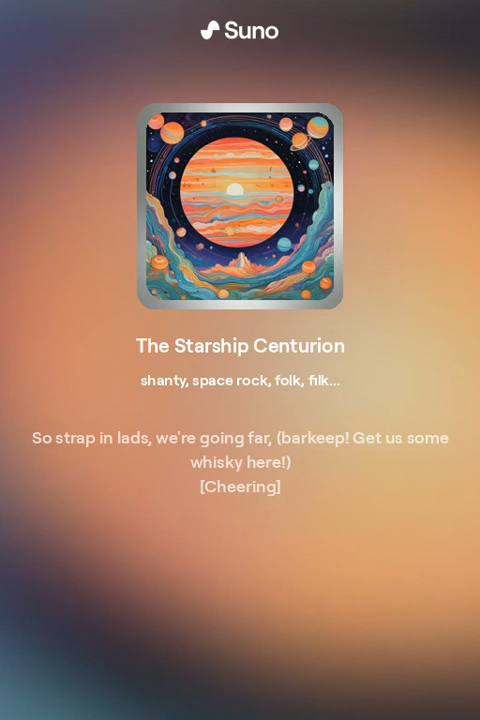 Suno
The Starship Centurion
shanty, space rock, folk, filk...
So strap in lads, we're going far, (barkeep! Get us some
whisky here!)
[Cheering]